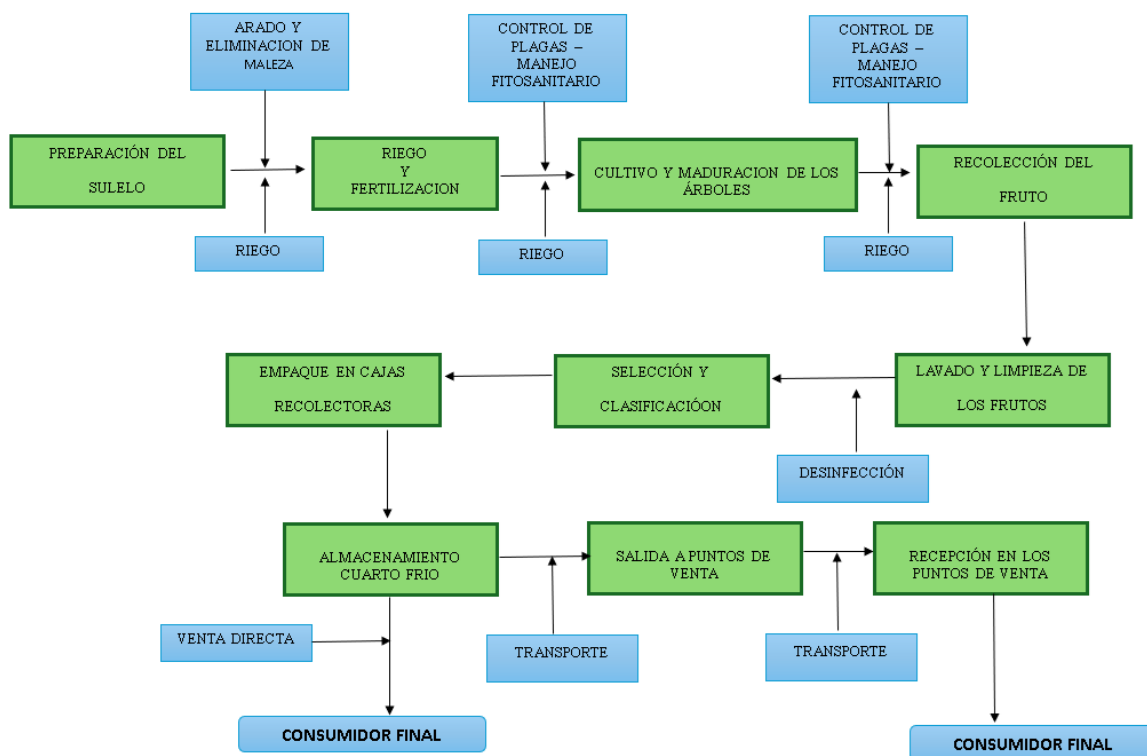 ARADO Y
ELIMINACION DE
MALEZA
CONTROL DE
PLAGAS –
MANEJO
FITOSANITARIO
CONTROL DE
PLAGAS –
MANEJO
FITOSANITARIO
PREPARACIÓN DEL
SULELO
RIEGO
Y
FERTILIZACION
CULTIVO Y MADURACION DE LOS
ÁRBOLES
RECOLECCIÓN DEL
FRUTO
RIEGO
RIEGO
RIEGO
EMPAQUE EN CAJAS
RECOLECTORAS
SELECCIÓN Y
CLASIFICACIÓON
LAVADO Y LIMPIEZA DE
LOS FRUTOS
DESINFECCIÓN
ALMACENAMIENTO
CUARTO FRIO
SALIDA A PUNTOS DE
VENTA
RECEPCIÓN EN LOS
PUNTOS DE VENTA
VENTA DIRECTA
TRANSPORTE
TRANSPORTE
CONSUMIDOR FINAL
CONSUMIDOR FINAL